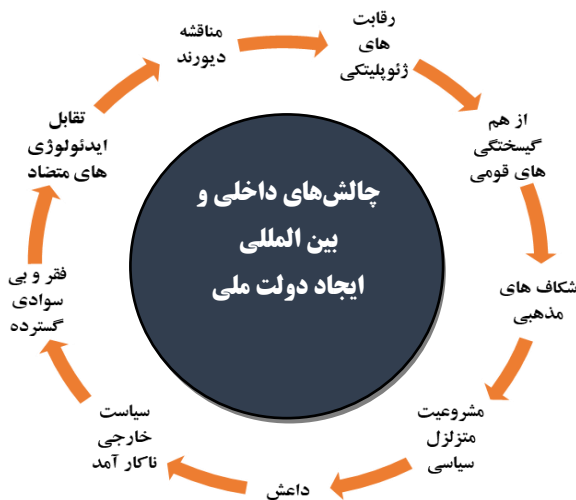 چالش‌های داخلی و
بین المللی
ایجاد دولت ملی
رقابت
های
ژئوپلیتکی
از هم
گیسختگی
های قومی
شکاف های
مذهبی
مشروعیت
متزلزل
سیاسی
داعش
سیاست
خارجی
ناکار آمد
فقر و بی
سوادی
گسترده
تقابل
ایدئولوژی
های متضاد
مناقشه
دیورند